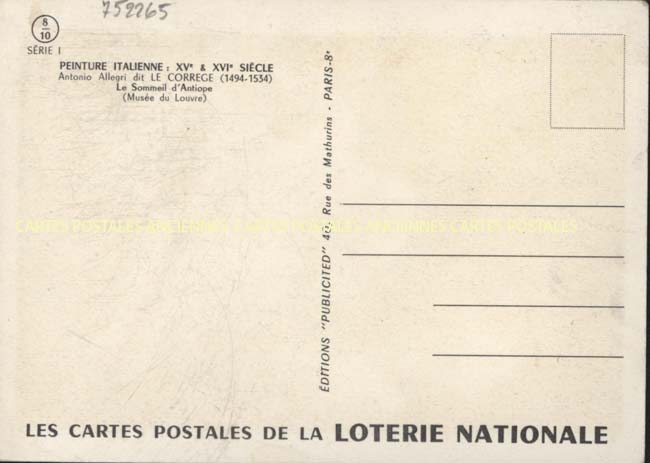 752265
8
10
SÉRIE I
PEINTURE ITALIENNE : XVe & XVIe SIÈCLE
Antonio Allegri dit LE CORREGE (1494-1534)
Le Sommeil d'Antiope
(Musée du Louvre)
ÉDITIONS "PUBLICITED" 40, Rue des Mathurins - PARIS-8e
CARTES POSTALES ANCIENNES CARTES POSTALES ANCIENNES CARTES POSTALES
LES CARTES POSTALES DE LA LOTERIE NATIONALE